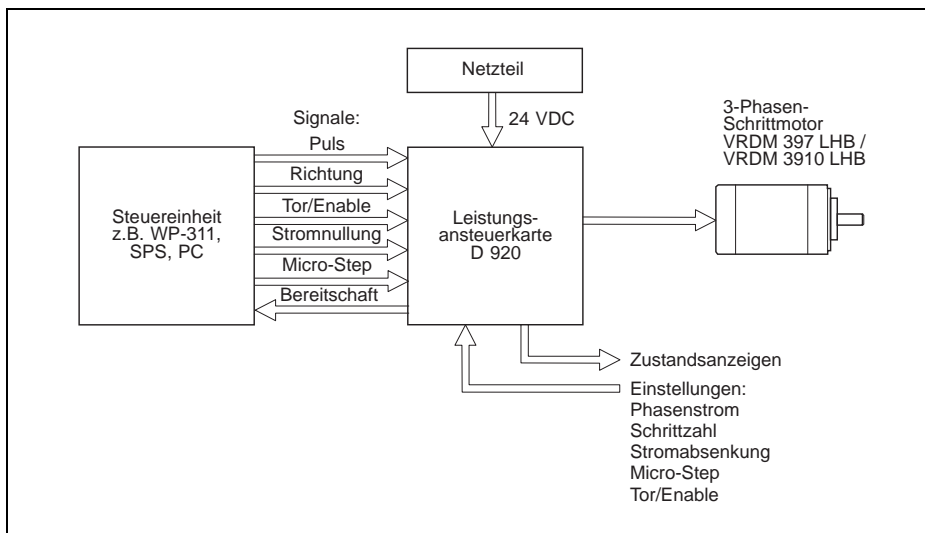 Netzteil
24 VDC
Signale:
Puls
Richtung
Tor/Enable
Stromnullung
Micro-Step
Bereitschaft
Steuereinheit
z.B. WP-311,
SPS, PC
Leistungs-
ansteuerkarte
D 920
3-Phasen-
Schrittmotor
VRDM 397 LHB /
VRDM 3910 LHB
Zustandsanzeigen
Einstellungen:
Phasenstrom
Schrittzahl
Stromabsenkung
Micro-Step
Tor/Enable